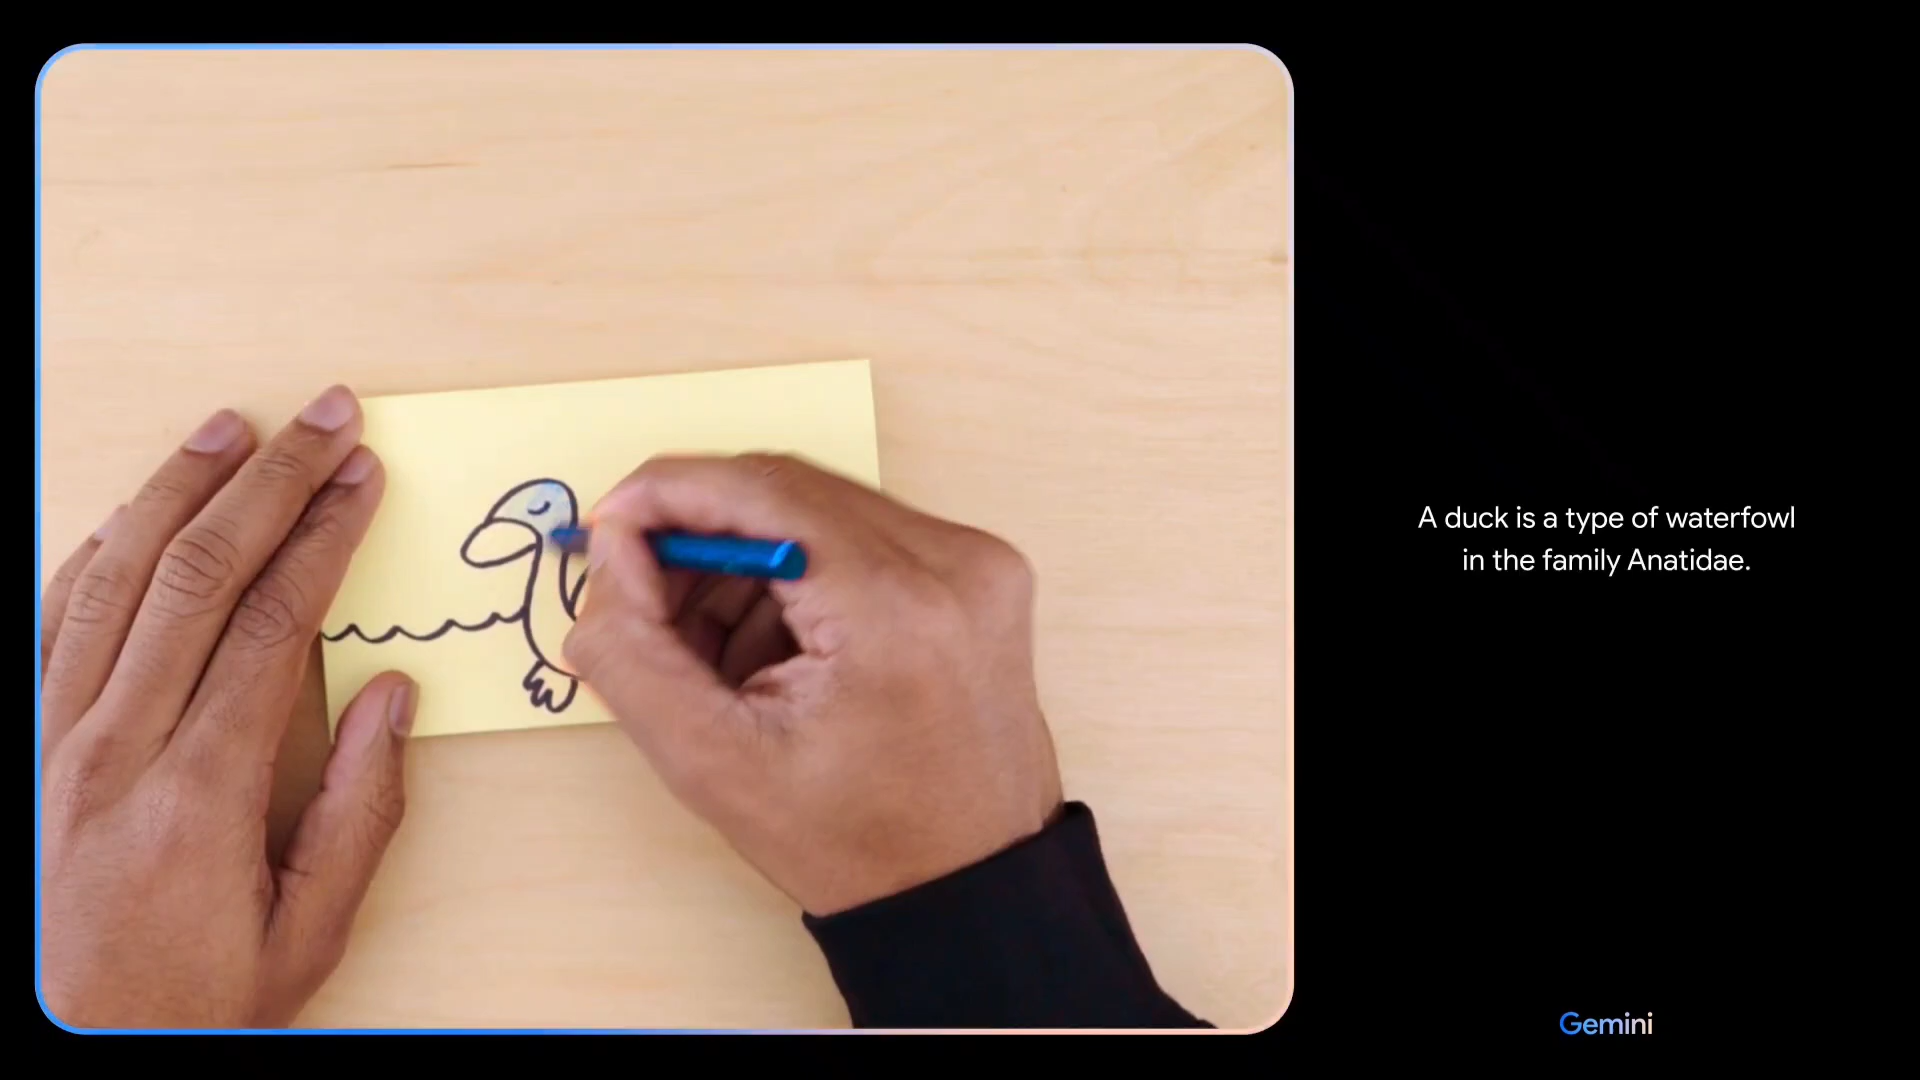 A duck is a type of waterfowl
in the family Anatidae.
Gemini